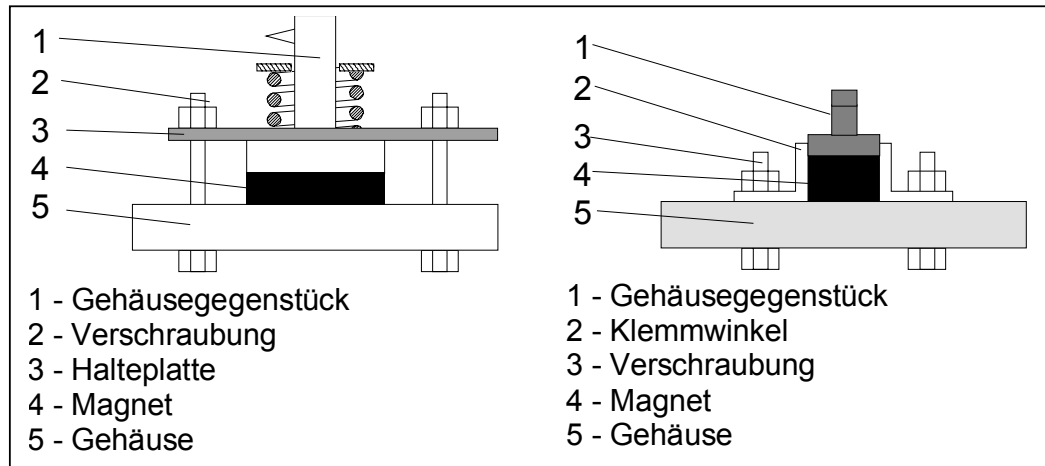 1
2
3
4
5
1 - Gehäusegegenstück
2 - Verschraubung
3 - Halteplatte
4 - Magnet
5 - Gehäuse
1
2
3
4
5
1 - Gehäusegegenstück
2 - Klemmwinkel
3 - Verschraubung
4 - Magnet
5 - Gehäuse